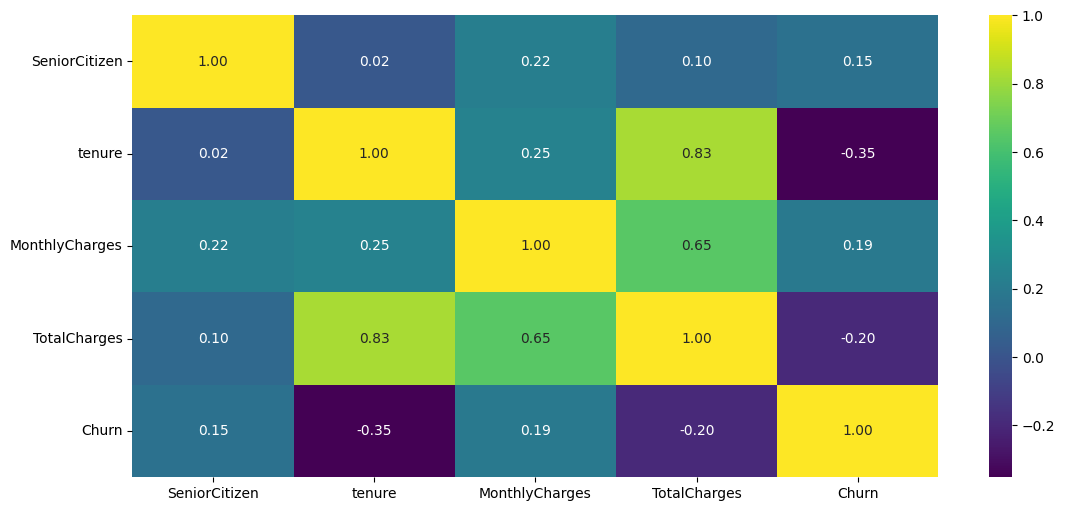 SeniorCitizen 1.00 0.02 0.22 0.10 0.15
tenure 0.02 1.00 0.25 0.83 -0.35
MonthlyCharges 0.22 0.25 1.00 0.65 0.19
TotalCharges 0.10 0.83 0.65 1.00 -0.20
Churn 0.15 -0.35 0.19 -0.20 1.00
SeniorCitizen tenure MonthlyCharges TotalCharges Churn
1.0
0.8
0.6
0.4
0.2
0.0
−0.2